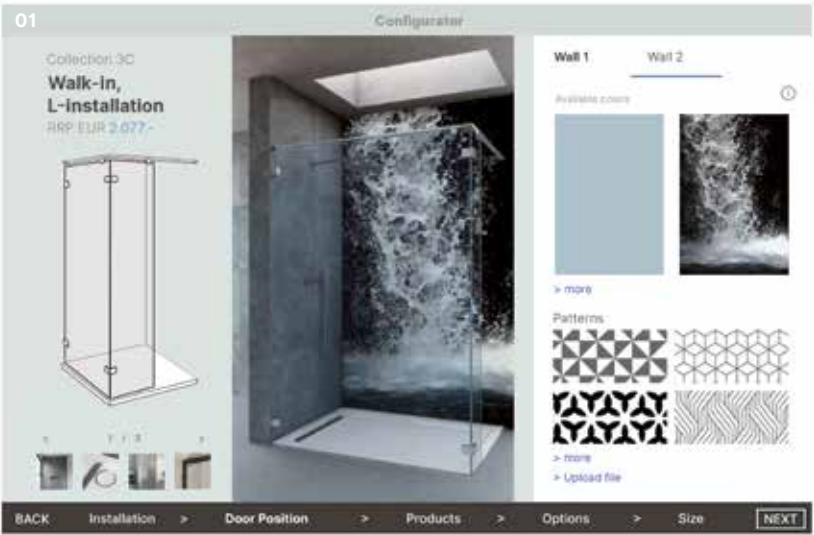 01
Configurator
Collection 3C
Walk-in,
L-installation
RRP EUR 2.077.-
Wall 1
Wall 2
Available colors
> more
Patterns
> more
> Upload file
BACK
Installation >
Door Position >
Products >
Options >
Size
NEXT